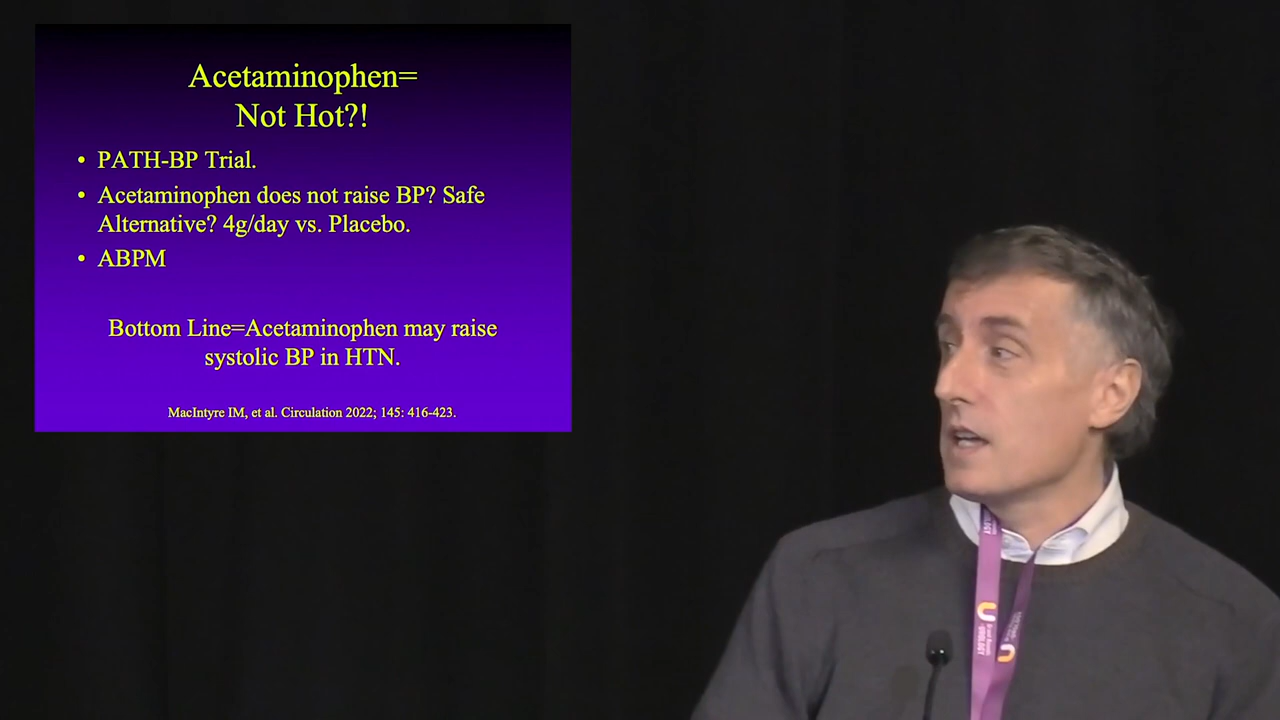 Acetaminophen=
Not Hot?!
• PATH-BP Trial.
• Acetaminophen does not raise BP? Safe
Alternative? 4g/day vs. Placebo.
• ABPM
Bottom Line=Acetaminophen may raise
systolic BP in HTN.
MacIntyre IM, et al. Circulation 2022; 145: 416-423.
UROLOGY